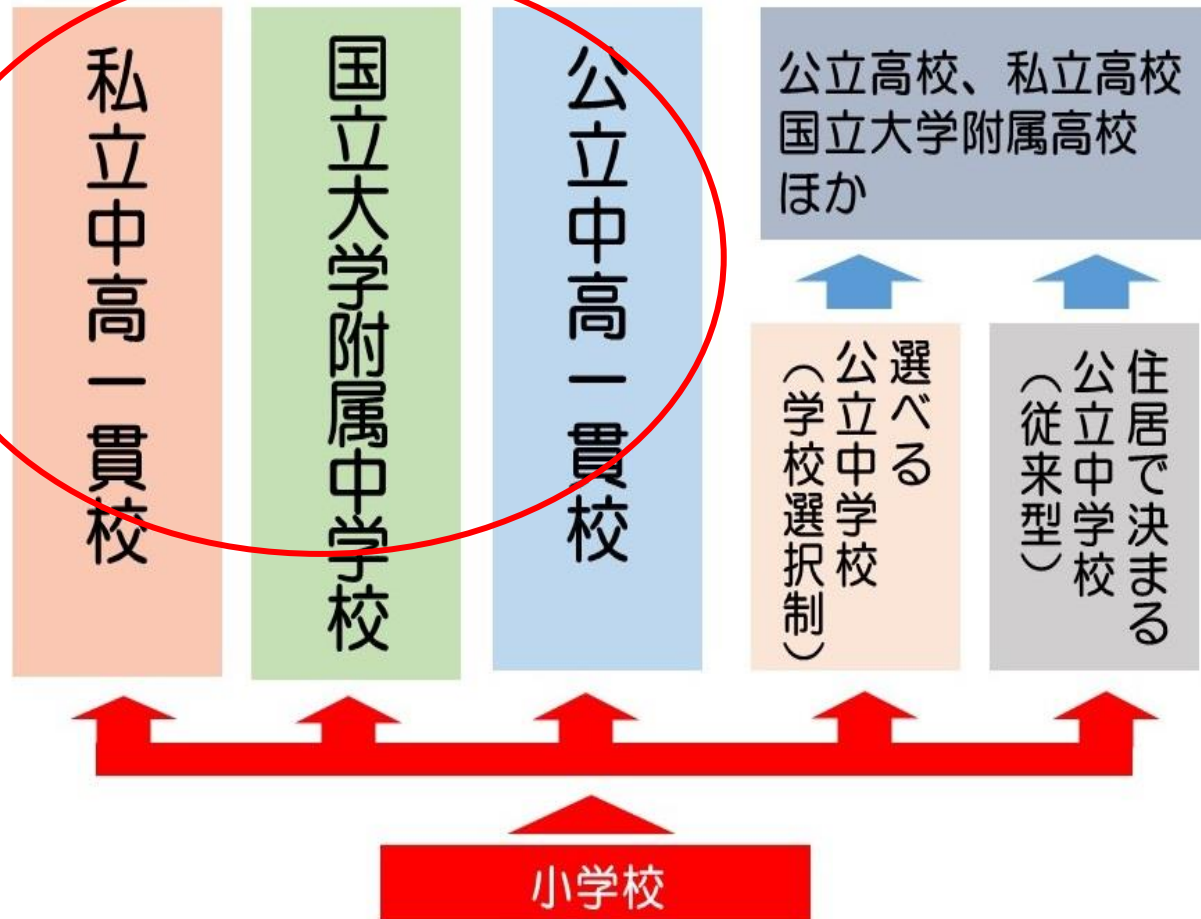 私立中高一貫校
国立大学附属中学校
公立中高一貫校
公立高校、私立高校
国立大学附属高校
ほか
選べる
公立中学校
（学校選択制）
住居で決まる
公立中学校
（従来型）
小学校